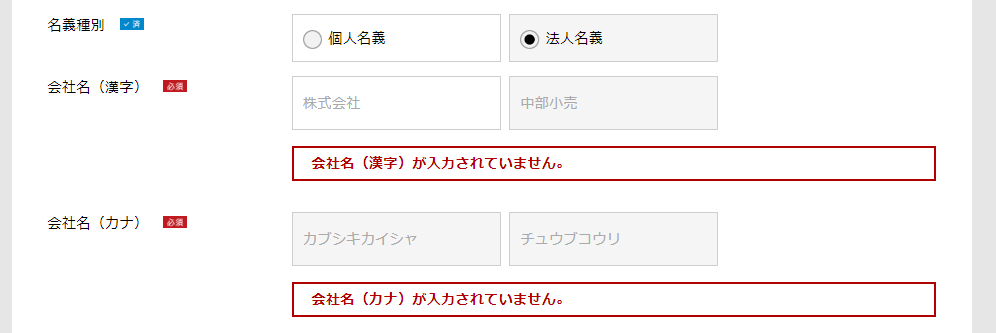 名義種別 ✓ 済 個人名義 法人名義
会社名（漢字） 必須 株式会社 中部小売
会社名（漢字）が入力されていません。
会社名（カナ） 必須 カブシキカイシャ チュウブコウリ
会社名（カナ）が入力されていません。